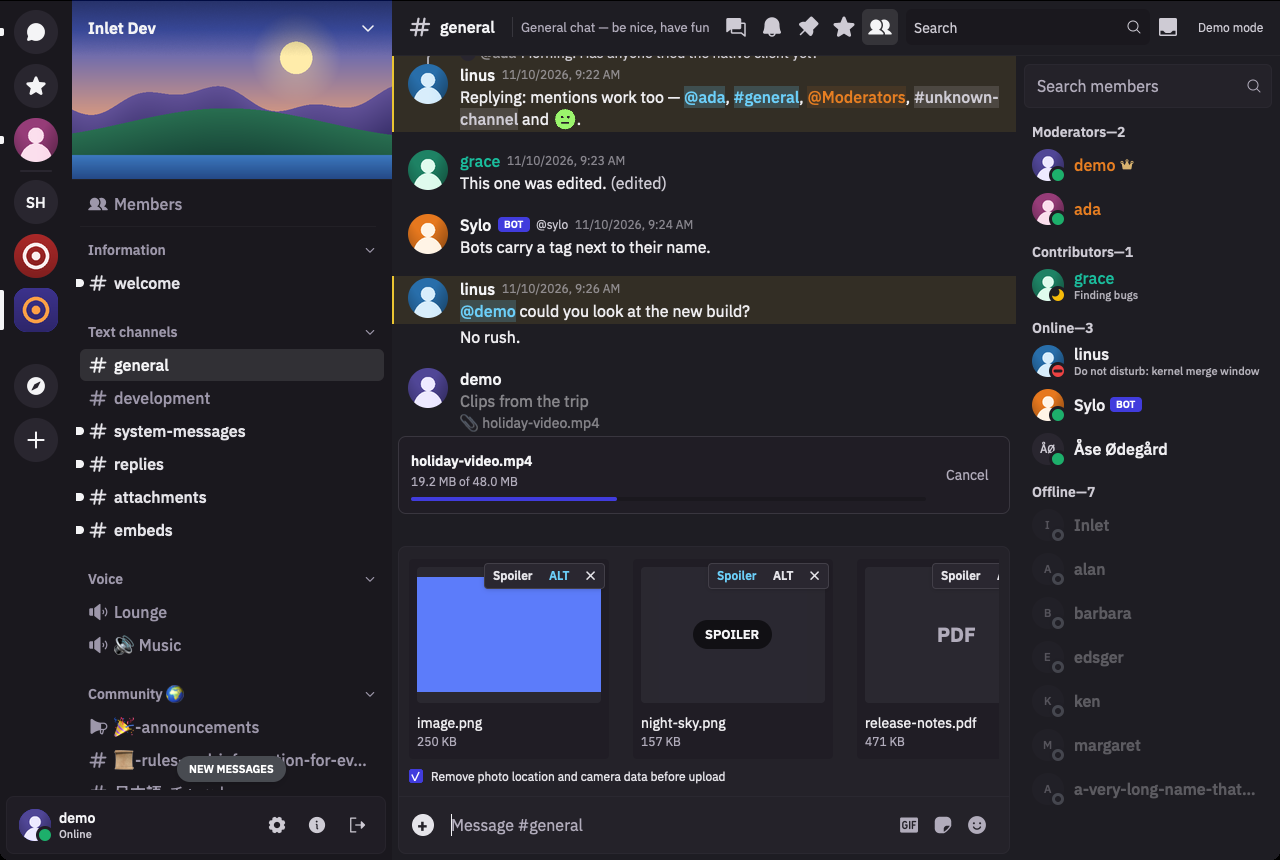 Inlet Dev
SH
Members
Information
welcome
Text channels
general
development
system-messages
replies
attachments
embeds
Voice
Lounge
Music
Community
-announcements
-rules
tion-for-ev...
NEW MESSAGES
demo
Online
# general
General chat — be nice, have fun
Search
Demo mode
linus 11/10/2026, 9:22 AM
Replying: mentions work too — @ada, #general, @Moderators, #unknown-
channel and .
grace 11/10/2026, 9:23 AM
This one was edited. (edited)
Sylo BOT @sylo 11/10/2026, 9:24 AM
Bots carry a tag next to their name.
linus 11/10/2026, 9:26 AM
@demo could you look at the new build?
No rush.
demo
Clips from the trip
holiday-video.mp4
holiday-video.mp4
19.2 MB of 48.0 MB
Cancel
Spoiler ALT
image.png
250 KB
Spoiler ALT
SPOILER
night-sky.png
157 KB
Spoiler
PDF
release-notes.pdf
471 KB
Remove photo location and camera data before upload
Message #general
GIF
Search members
Moderators—2
demo
ada
Contributors—1
grace
Finding bugs
Online—3
linus
Do not disturb: kernel merge window
Sylo BOT
ÅØ Åse Ødegård
Offline—7
I Inlet
A alan
B barbara
E edsger
K ken
M margaret
A a-very-long-name-that...